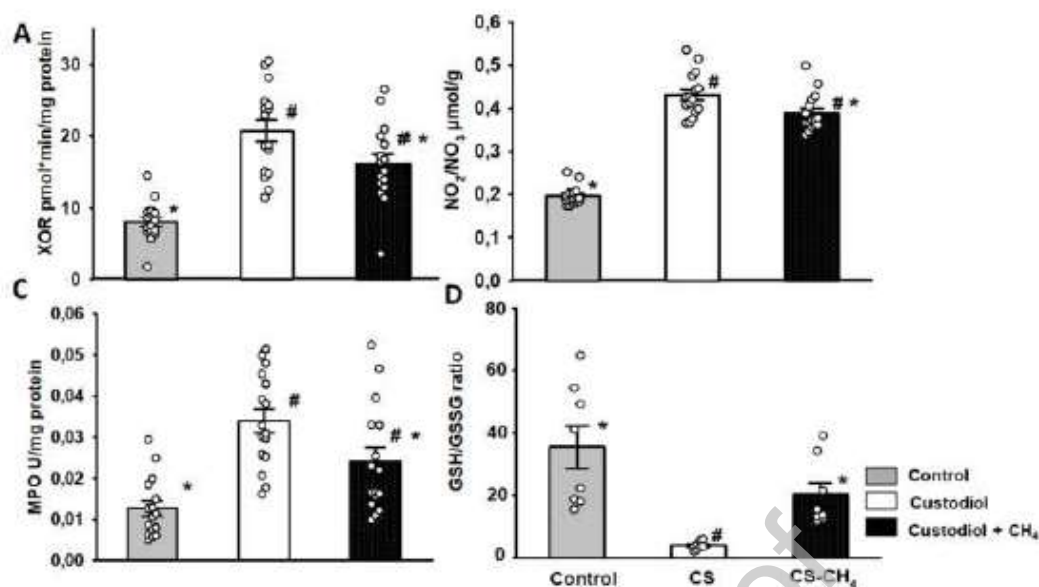 A
XOR pmol*min/mg protein
30
20
10
0
*
#
# *
NO₂/NO₃ µmol/g
0,6
0,5
0,4
0,3
0,2
0,1
0,0
*
#
# *
C
MPO U/mg protein
0,06
0,05
0,04
0,03
0,02
0,01
0,00
*
#
# *
D
GSH/GSSG ratio
80
60
40
20
0
*
#
*
Control
CS
CS-CH₄
Control
Custodiol
Custodiol + CH₄